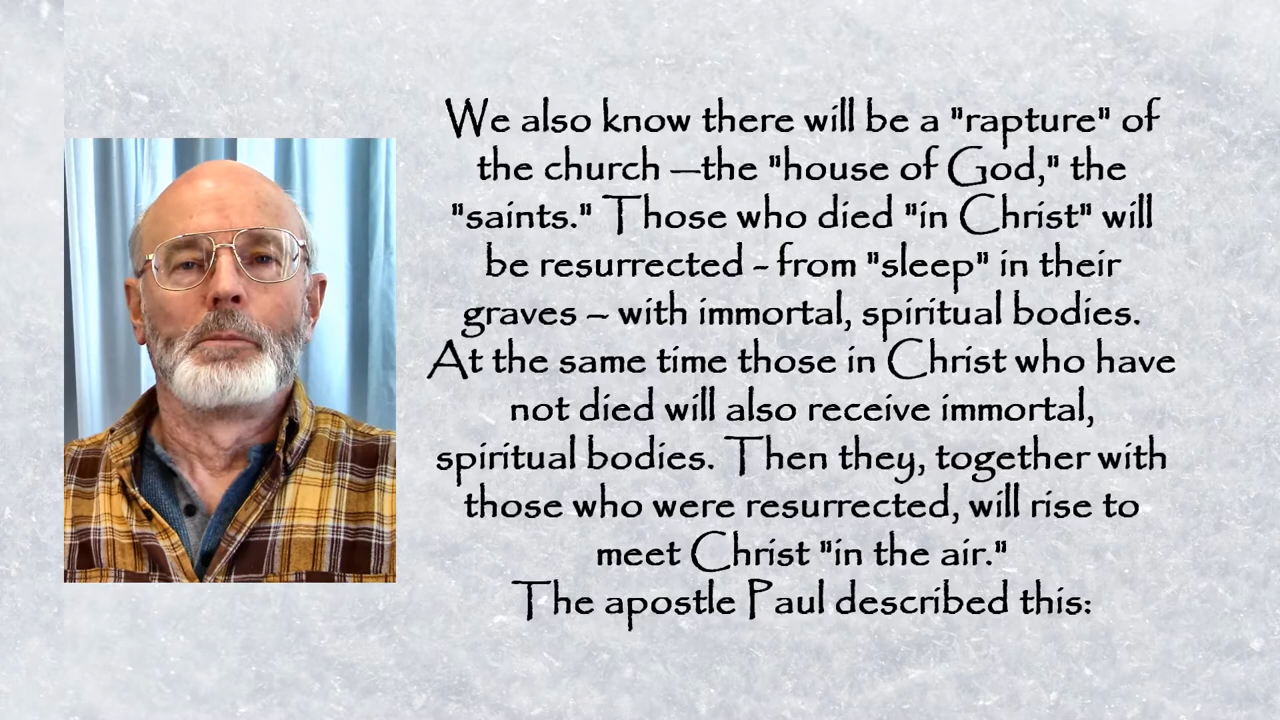 We also know there will be a "rapture" of
the church —the "house of God," the
"saints." Those who died "in Christ" will
be resurrected - from "sleep" in their
graves – with immortal, spiritual bodies.
At the same time those in Christ who have
not died will also receive immortal,
spiritual bodies. Then they, together with
those who were resurrected, will rise to
meet Christ "in the air."
The apostle Paul described this: